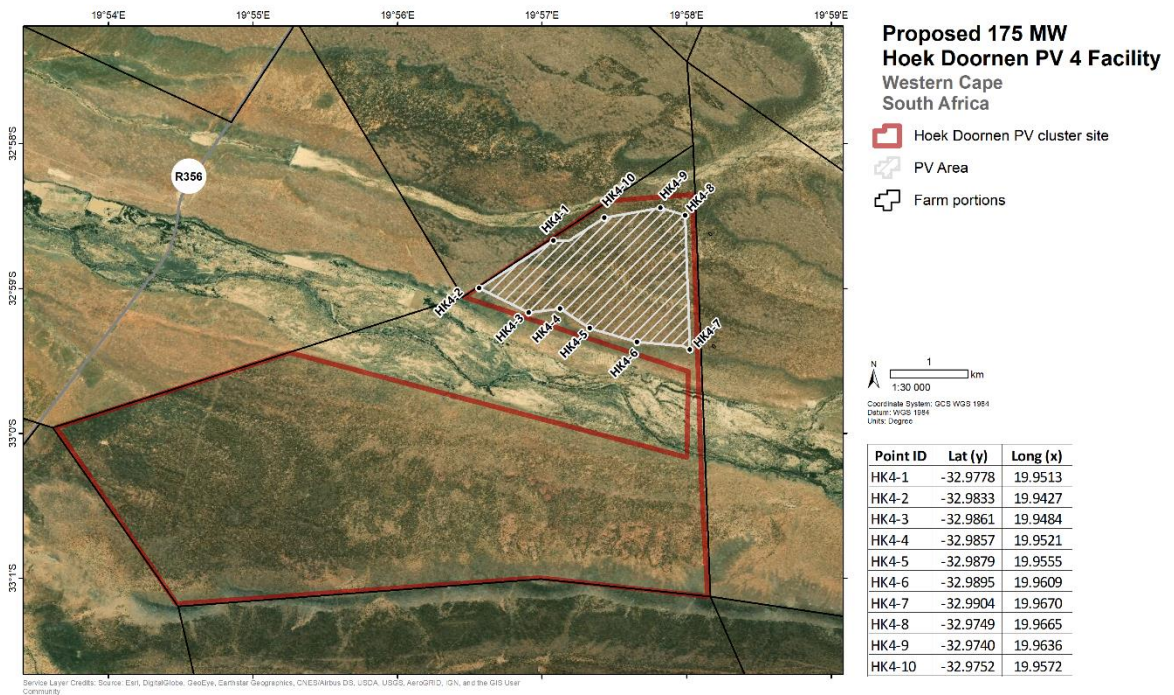 19°54'E 19°55'E 19°56'E 19°57'E 19°58'E 19°59'E
32°58'S
32°59'S
33°0'S
33°1'S
R356
HK4-1
HK4-2
HK4-3
HK4-4
HK4-5
HK4-6
HK4-7
HK4-8
HK4-9
HK4-10
Proposed 175 MW
Hoek Doornen PV 4 Facility
Western Cape
South Africa
Hoek Doornen PV cluster site
PV Area
Farm portions
N
1
km
1:30 000
Coordinate System: GCS WGS 1984
Datum: WGS 1984
Units: Degree
Point ID Lat (y) Long (x)
HK4-1 -32.9778 19.9513
HK4-2 -32.9833 19.9427
HK4-3 -32.9861 19.9484
HK4-4 -32.9857 19.9521
HK4-5 -32.9879 19.9555
HK4-6 -32.9895 19.9609
HK4-7 -32.9904 19.9670
HK4-8 -32.9749 19.9665
HK4-9 -32.9740 19.9636
HK4-10 -32.9752 19.9572
Service Layer Credits: Source: Esri, DigitalGlobe, GeoEye, Earthstar Geographics, CNES/Airbus DS, USDA, USGS, AeroGRID, IGN, and the GIS User
Community